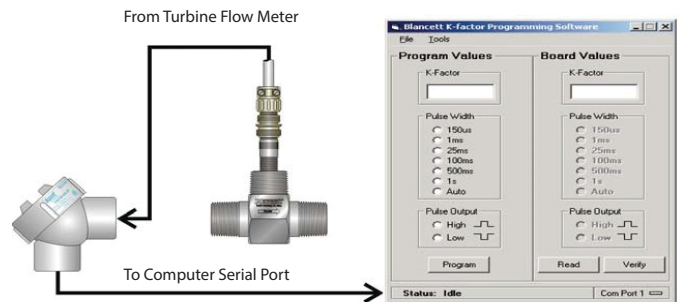 From Turbine Flow Meter
To Computer Serial Port
Blancett K-factor Programming Software
File Tools
Program Values
K-Factor
Pulse Width
150us
1ms
25ms
100ms
500ms
1s
Auto
Pulse Output
High
Low
Program
Board Values
K-Factor
Pulse Width
150us
1ms
25ms
100ms
500ms
1s
Auto
Pulse Output
High
Low
Read Verify
Status: Idle
Com Port 1